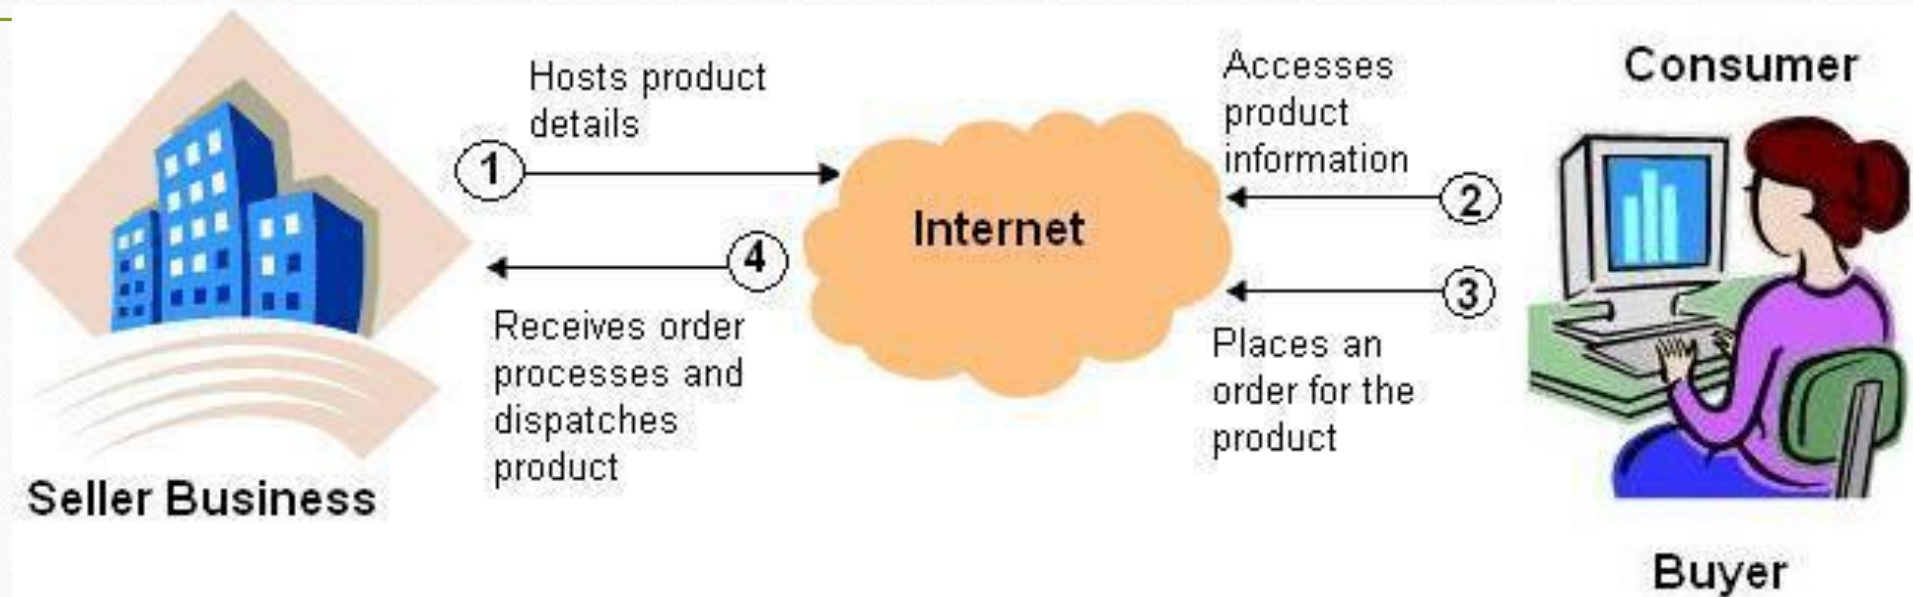 Hosts product
details
1
Internet
4
Receives order
processes and
dispatches
product
Seller Business
Accesses
product
information
2
3
Places an
order for the
product
Consumer
Buyer